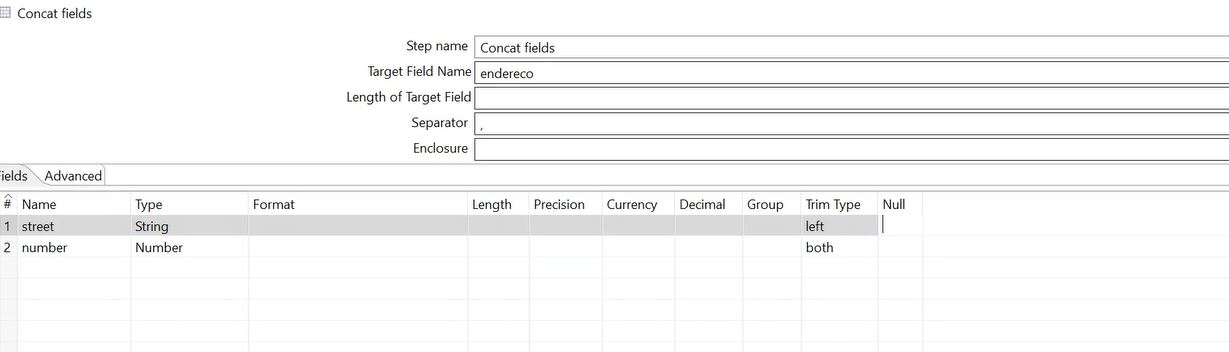 Concat fields
Step name Concat fields
Target Field Name endereco
Length of Target Field
Separator ,
Enclosure
ields Advanced
# Name Type Format Length Precision Currency Decimal Group Trim Type Null
1 street String left
2 number Number both